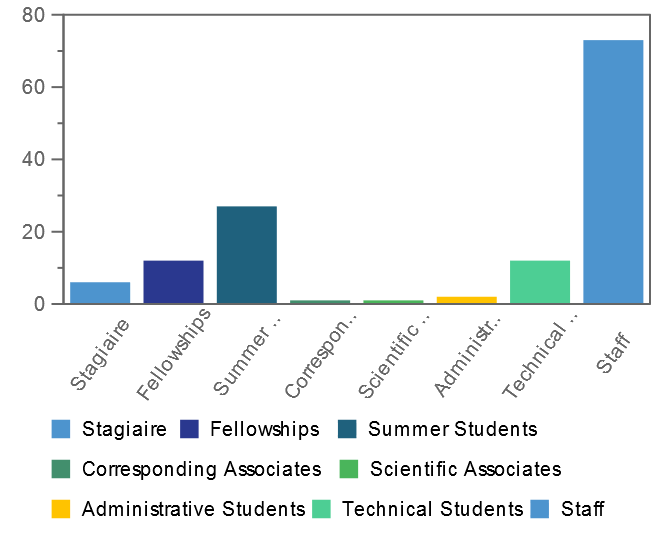 80
60
40
20
0
Stagiaire
Fellowships
Summer ..
Correspon..
Scientific ..
Administr..
Technical ..
Staff
Stagiaire Fellowships Summer Students
Corresponding Associates Scientific Associates
Administrative Students Technical Students Staff